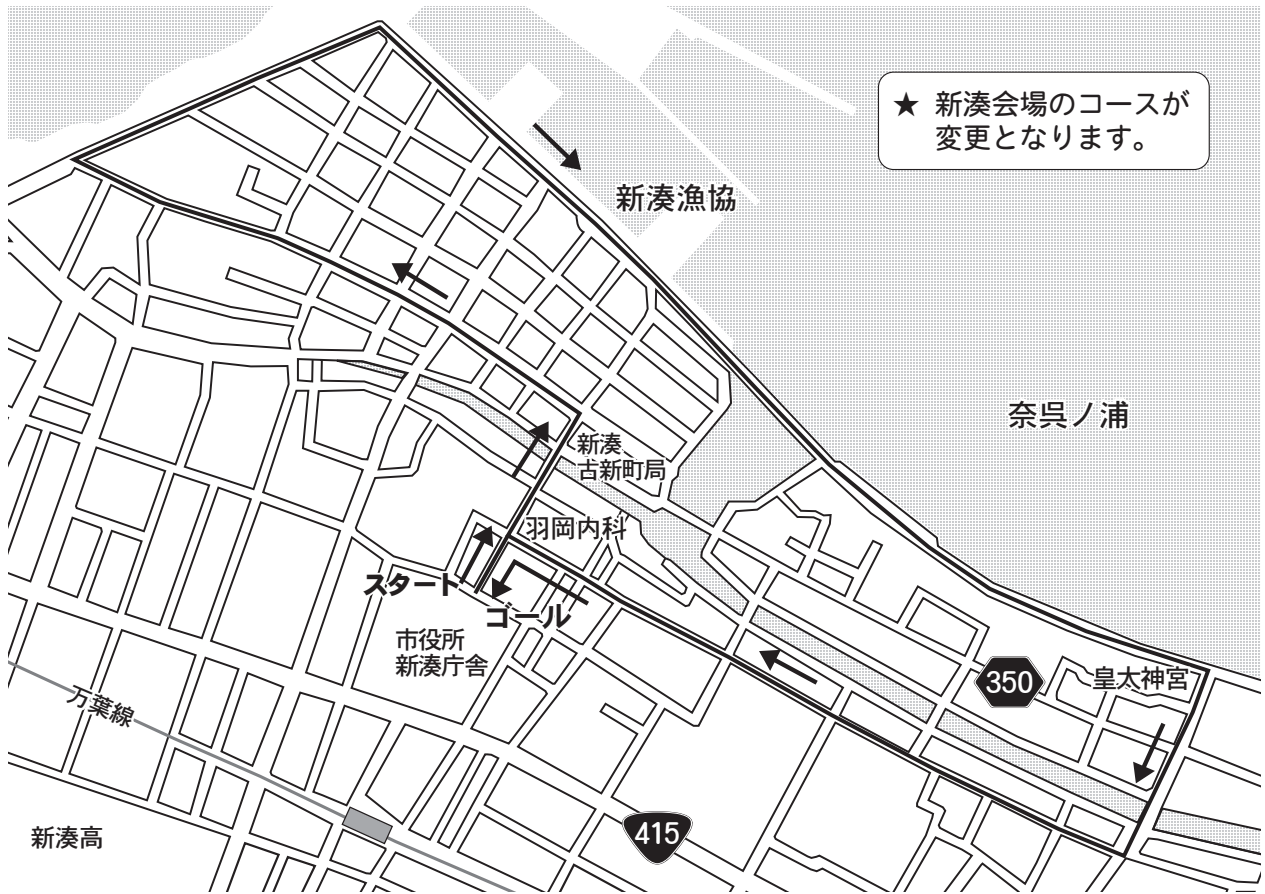 ★ 新湊会場のコースが
変更となります。
新湊漁協
奈呉ノ浦
新湊
古新町局
羽岡内科
スタート
ゴール
市役所
新湊庁舎
350
皇太神宮
万葉線
415
新湊高